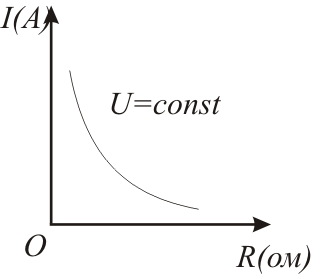 I(A)
U=const
O
R(ом)